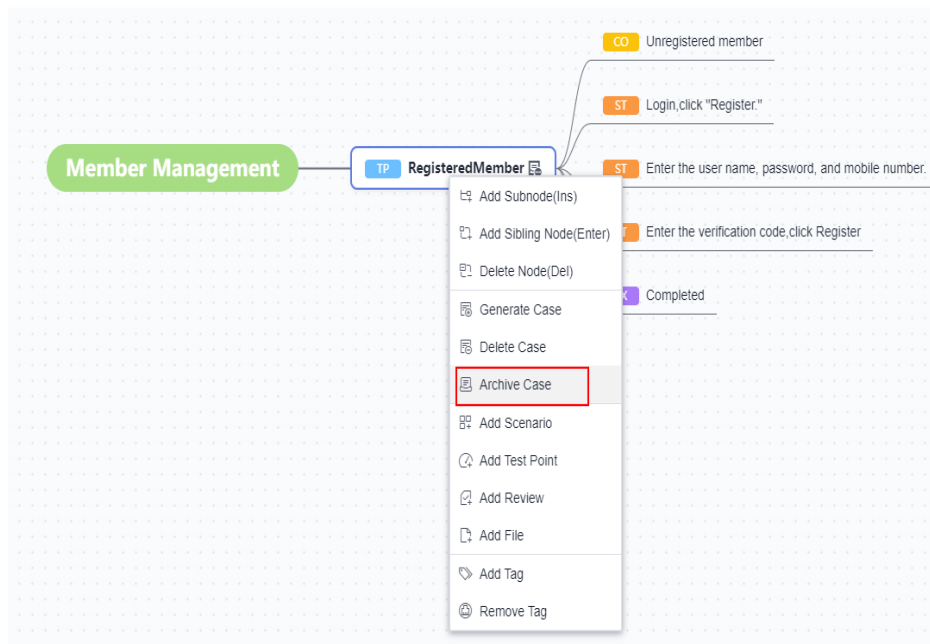 CO Unregistered member
ST Login,click "Register."
Member Management
TP RegisteredMember
ST Enter the user name, password, and mobile number.
Add Subnode(Ins)
Add Sibling Node(Enter)
Enter the verification code,click Register
Delete Node(Del)
Completed
Generate Case
Delete Case
Archive Case
Add Scenario
Add Test Point
Add Review
Add File
Add Tag
Remove Tag